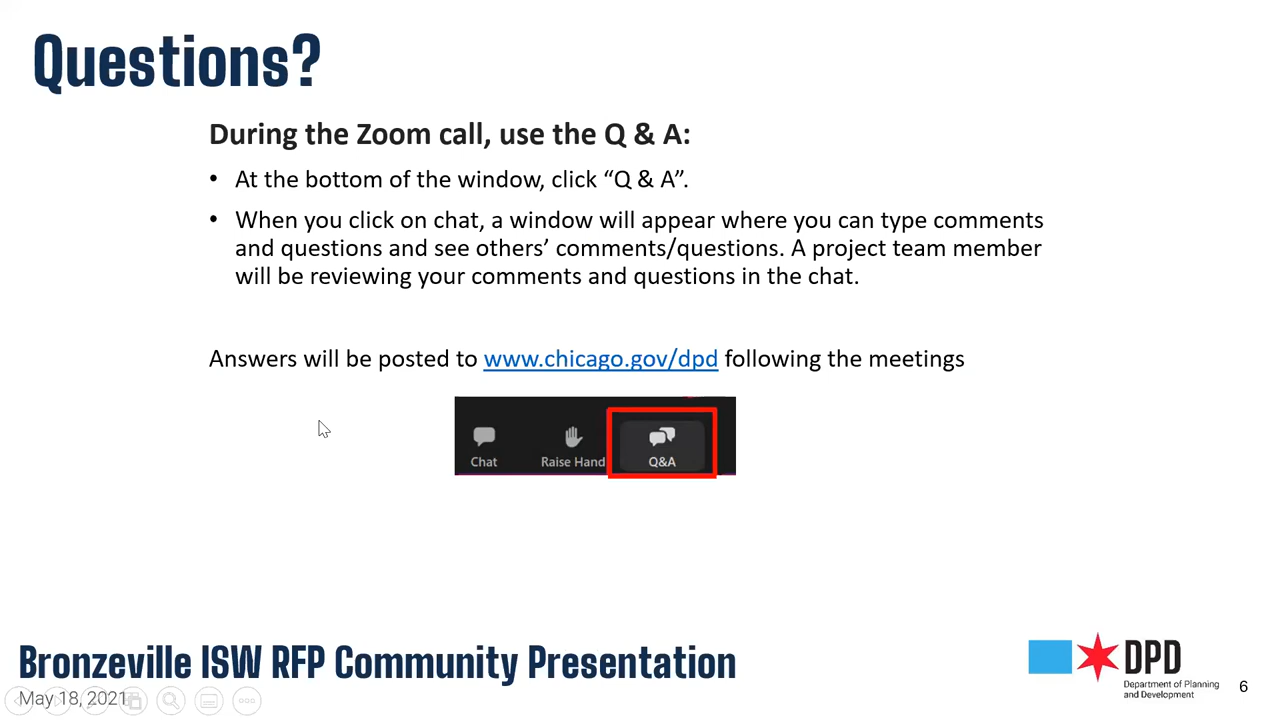 Questions?
During the Zoom call, use the Q & A:
• At the bottom of the window, click “Q & A”.
• When you click on chat, a window will appear where you can type comments
and questions and see others’ comments/questions. A project team member
will be reviewing your comments and questions in the chat.
Answers will be posted to www.chicago.gov/dpd following the meetings
Chat Raise Hand Q&A
Bronzeville ISW RFP Community Presentation
May 18, 2021
DPD
Department of Planning
and Development
6